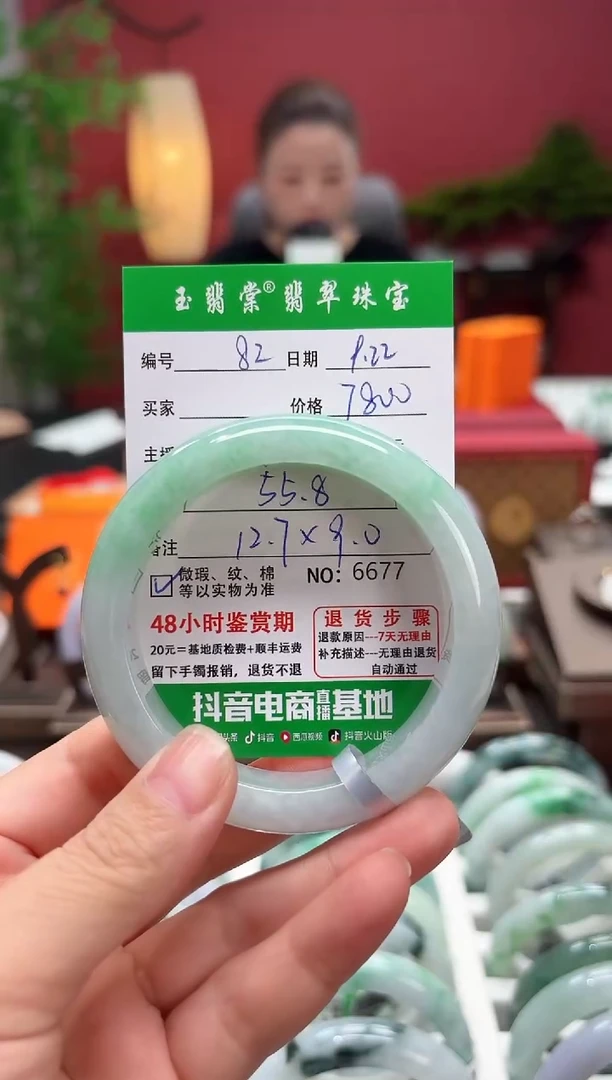 玉翡棠®翡翠珠宝
编号 82 日期 9.22
买家 价格 7800
主播
55.8
备注 12.7×9.0
微瑕、纹、棉
等以实物为准
NO: 6677
48小时鉴赏期
20元=基地质检费+顺丰运费
留下手镯报销，退货不退
退货步骤
退款原因---7天无理由
补充描述---无理由退货
自动通过
抖音电商直播基地
头条 抖音 西瓜视频 抖音火山版